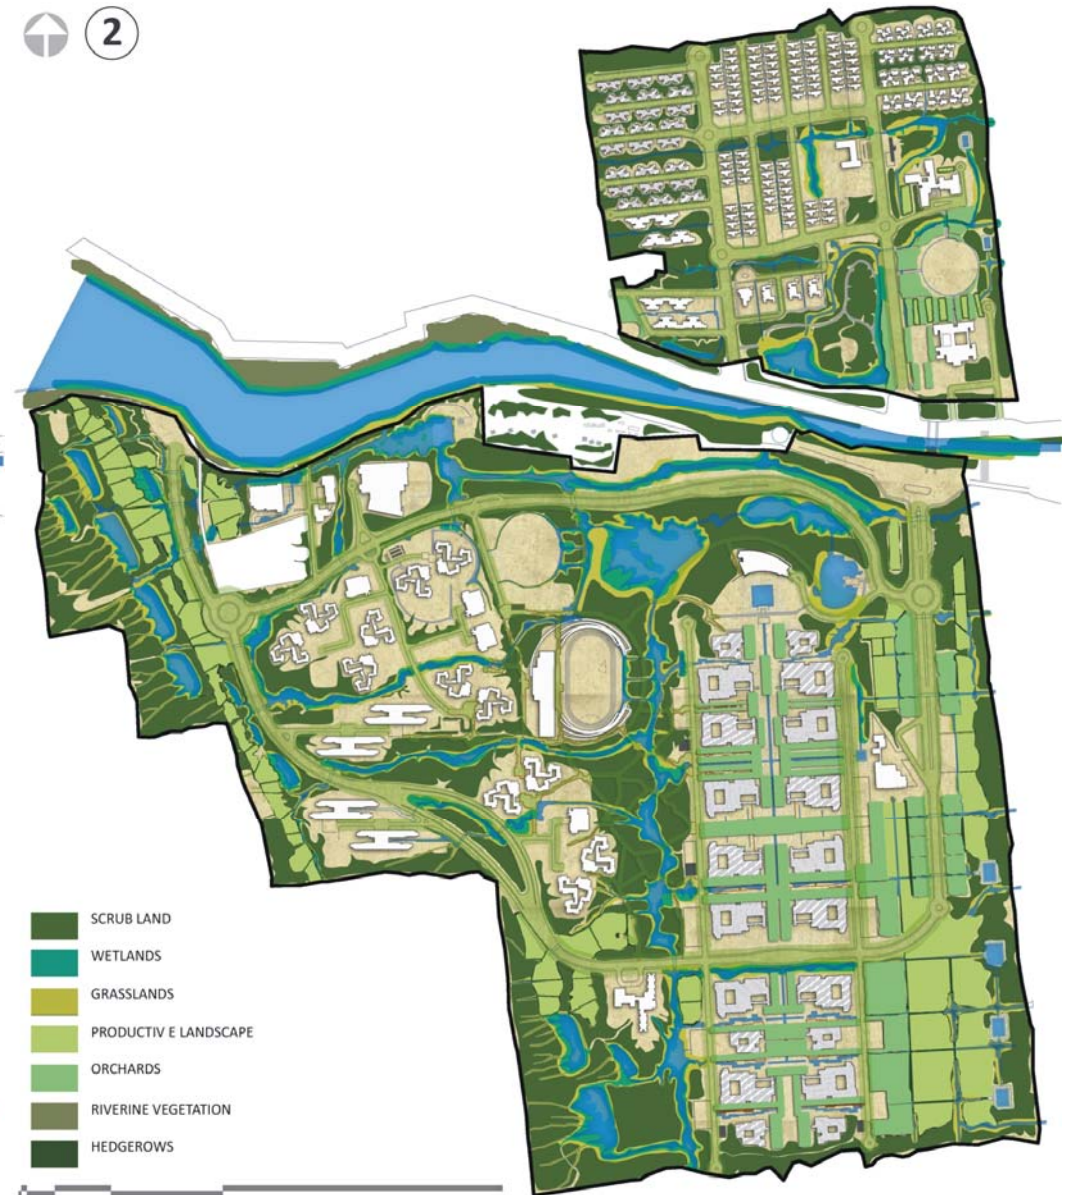 2
SCRUB LAND
WETLANDS
GRASSLANDS
PRODUCTIV E LANDSCAPE
ORCHARDS
RIVERINE VEGETATION
HEDGEROWS